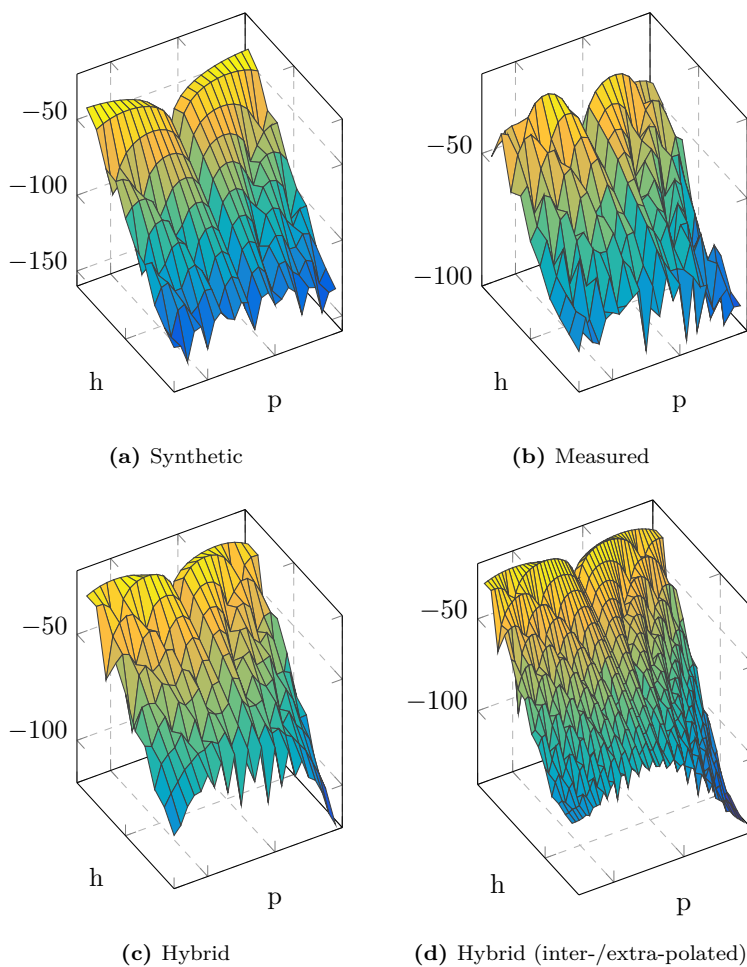 −50
−100
−150
h
p
(a) Synthetic
−50
−100
h
p
(b) Measured
−50
−100
h
p
(c) Hybrid
−50
−100
h
p
(d) Hybrid (inter-/extra-polated)